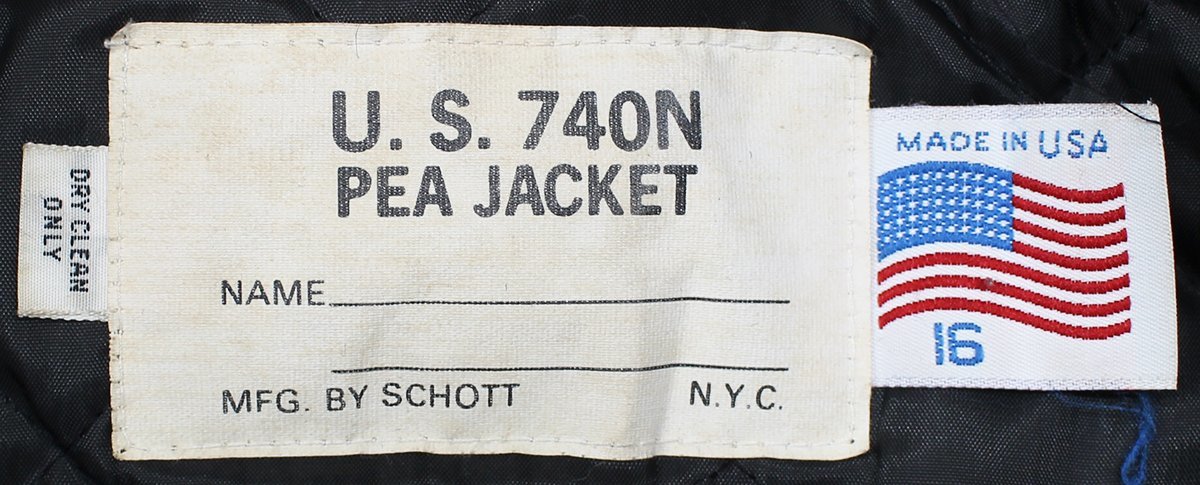 DRY CLEAN
ONLY
U. S. 740N
PEA JACKET
NAME
MFG. BY SCHOTT N.Y.C.
MADE IN USA
16